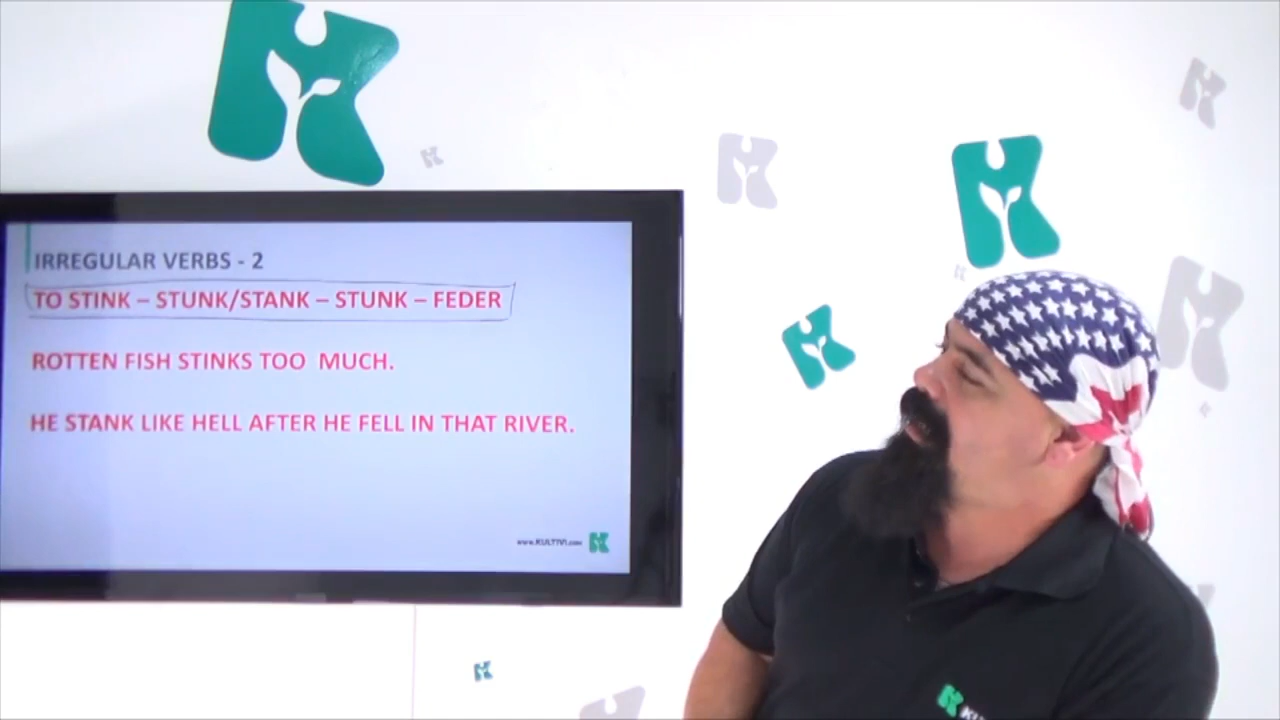 IRREGULAR VERBS - 2
TO STINK – STUNK/STANK – STUNK – FEDER
ROTTEN FISH STINKS TOO MUCH.
HE STANK LIKE HELL AFTER HE FELL IN THAT RIVER.
www.KULTIVI.com